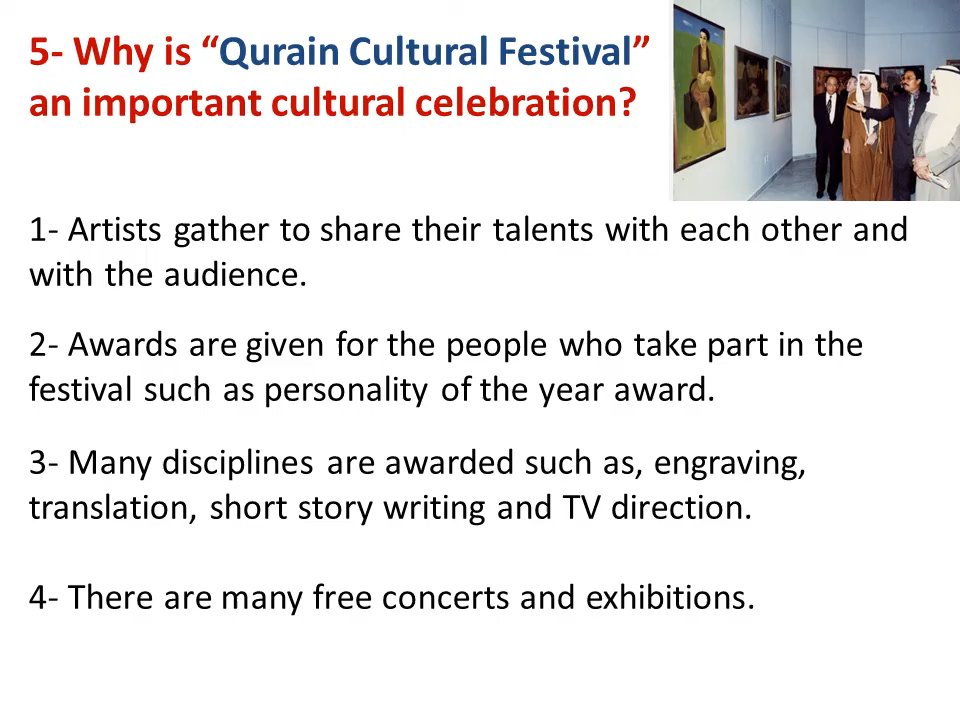 5- Why is “Qurain Cultural Festival”
an important cultural celebration?
1- Artists gather to share their talents with each other and
with the audience.
2- Awards are given for the people who take part in the
festival such as personality of the year award.
3- Many disciplines are awarded such as, engraving,
translation, short story writing and TV direction.
4- There are many free concerts and exhibitions.